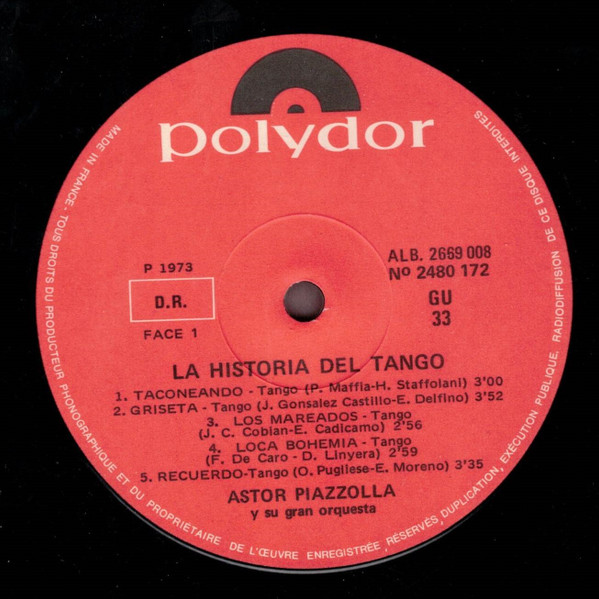 polydor
P 1973
D.R.
FACE 1
ALB. 2669 008
No 2480 172
GU
33
LA HISTORIA DEL TANGO
1. TACONEANDO - Tango (P. Maffia-H. Staffolani) 3'00
2. GRISETA - Tango (J. Gonsalez Castillo-E. Delfino) 3'52
3. LOS MAREADOS - Tango
(J. C. Cobian-E. Cadicamo) 2'56
4. LOCA BOHEMIA - Tango
(F. De Caro - D. Linyera) 2'59
5. RECUERDO-Tango (O. Pugliese-E. Moreno) 3'35
ASTOR PIAZZOLLA
y su gran orquesta
MADE IN FRANCE - TOUS DROITS DU PRODUCTEUR PHONOGRAPHIQUE ET DU PROPRIÉTAIRE DE L'ŒUVRE ENREGISTRÉE, RÉSERVÉS, DUPLICATION, EXÉCUTION PUBLIQUE, RADIODIFFUSION DE CE DISQUE INTERDITES